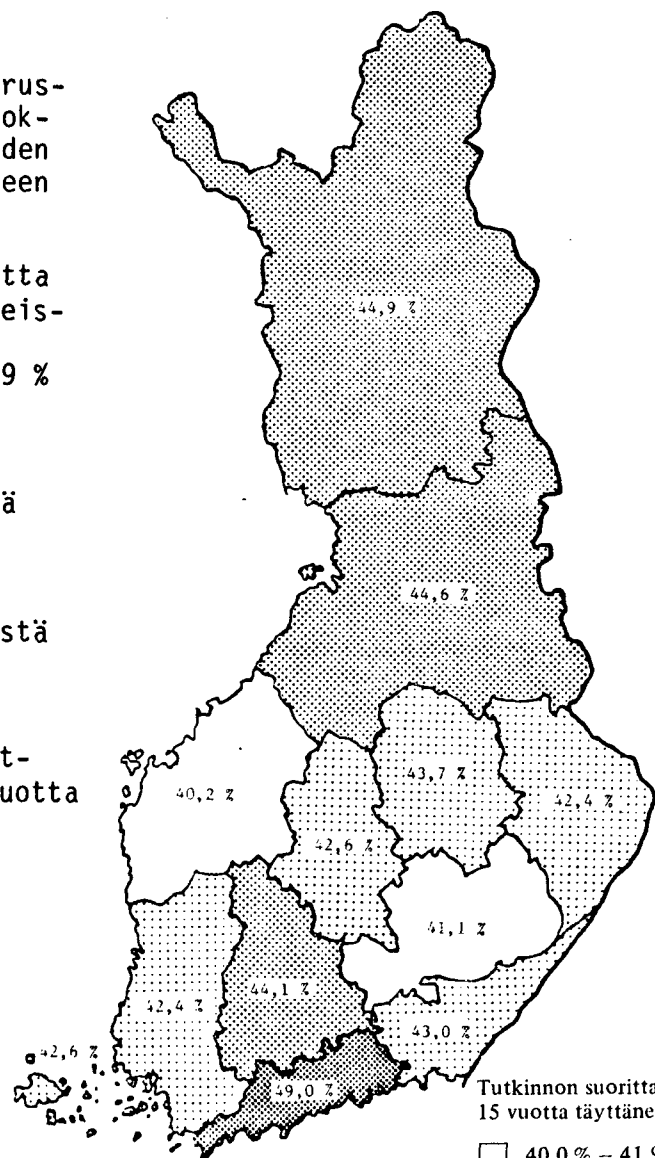 rus-
ok-
den
een
tta
eis-
9 %
ä
stä
t-
uotta
44,9 %
44,6 %
43,7 %
40,2 %
42,4 %
42,6 %
41,1 %
44,1 %
42,4 %
43,0 %
42,6 %
49,0 %
Tutkinnon suoritta
15 vuotta täyttäne
40,0 % – 41,9